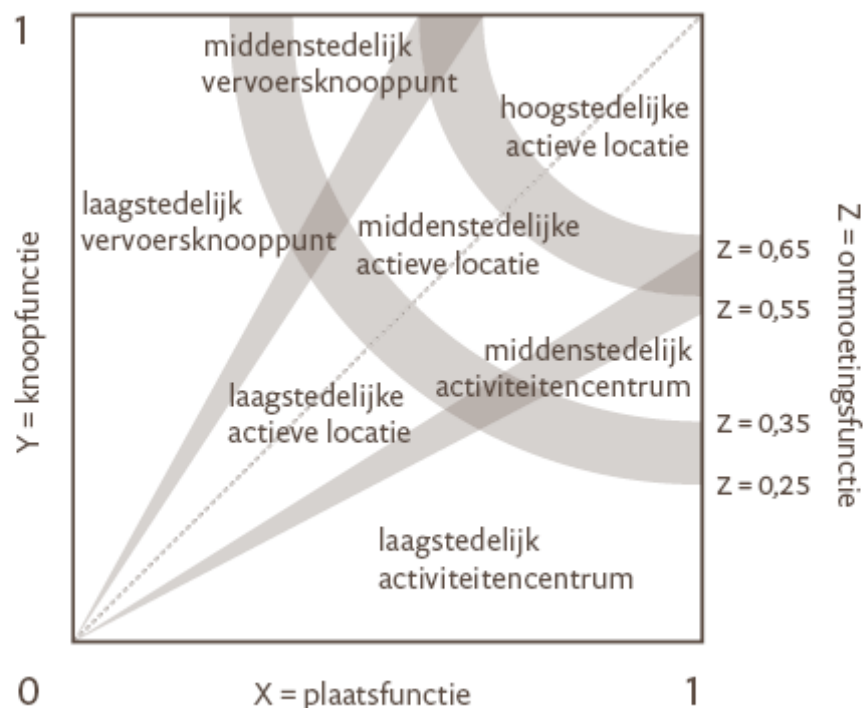 1
middenstedelijk
vervoersknooppunt
hoogstedelijke
actieve locatie
laagstedelijk
vervoersknooppunt
middenstedelijke
actieve locatie
Z = 0,65
Z = 0,55
middenstedelijk
activiteitencentrum
laagstedelijke
actieve locatie
Z = 0,35
Z = 0,25
laagstedelijk
activiteitencentrum
Y = knoopfunctie
Z = ontmoetingsfunctie
0
X = plaatsfunctie
1